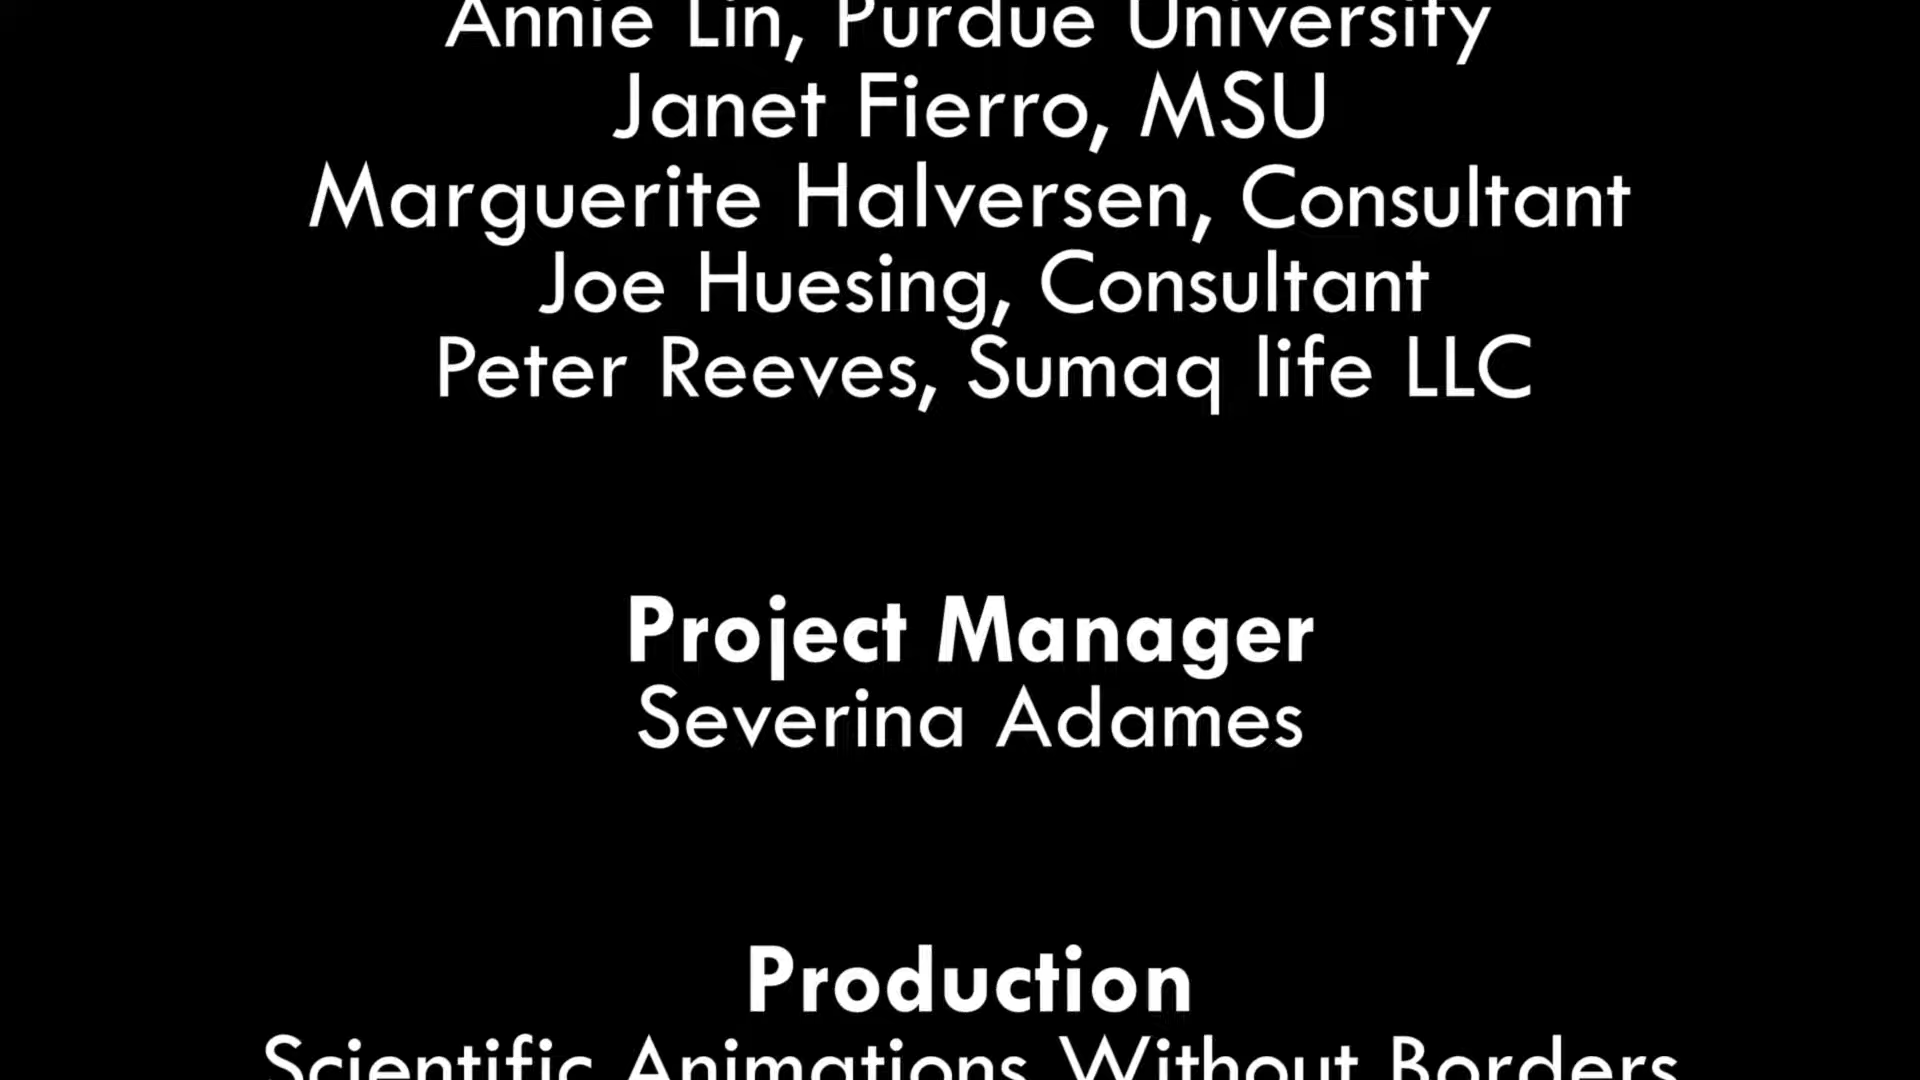 Annie Lin, Purdue University
Janet Fierro, MSU
Marguerite Halversen, Consultant
Joe Huesing, Consultant
Peter Reeves, Sumaq life LLC
Project Manager
Severina Adames
Production
Scientific Animations Without Borders